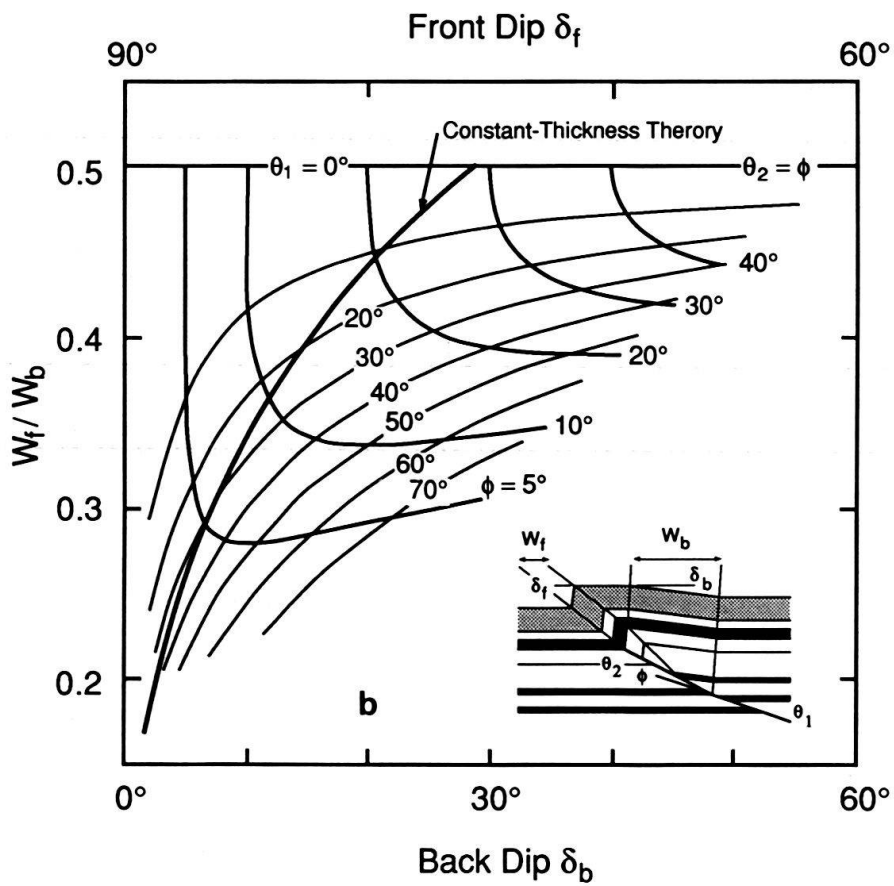 Front Dip δf
90° 60°
Constant-Thickness Therory
0.5 θ1 = 0° θ2 = ϕ
40°
20° 30°
0.4 30° 20°
40°
50° 10°
60°
70° ϕ = 5°
0.3
Wf / Wb
Wf Wb
δf δb
θ2 ϕ
0.2 b θ1
0° 30° 60°
Back Dip δb